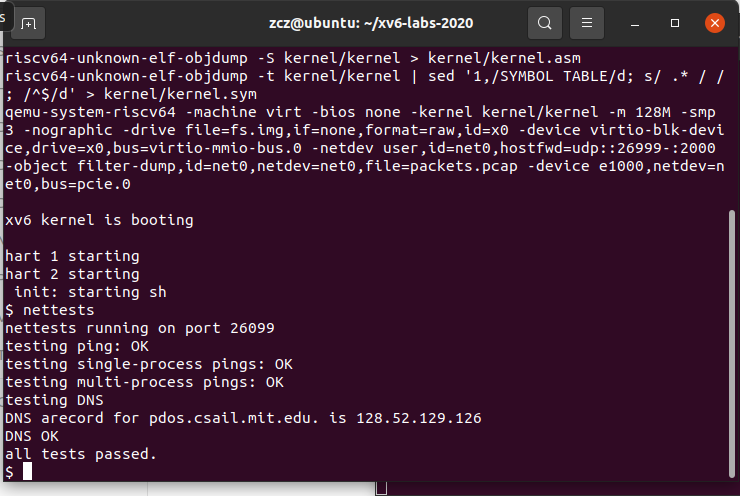 zcz@ubuntu: ~/xv6-labs-2020
riscv64-unknown-elf-objdump -S kernel/kernel > kernel/kernel.asm
riscv64-unknown-elf-objdump -t kernel/kernel | sed '1,/SYMBOL TABLE/d; s/ .* / /
; /^$/d' > kernel/kernel.sym
qemu-system-riscv64 -machine virt -bios none -kernel kernel/kernel -m 128M -smp
3 -nographic -drive file=fs.img,if=none,format=raw,id=x0 -device virtio-blk-devi
ce,drive=x0,bus=virtio-mmio-bus.0 -netdev user,id=net0,hostfwd=udp::26999-:2000
-object filter-dump,id=net0,netdev=net0,file=packets.pcap -device e1000,netdev=n
et0,bus=pcie.0
xv6 kernel is booting
hart 1 starting
hart 2 starting
init: starting sh
$ nettests
nettests running on port 26099
testing ping: OK
testing single-process pings: OK
testing multi-process pings: OK
testing DNS
DNS arecord for pdos.csail.mit.edu. is 128.52.129.126
DNS OK
all tests passed.
$